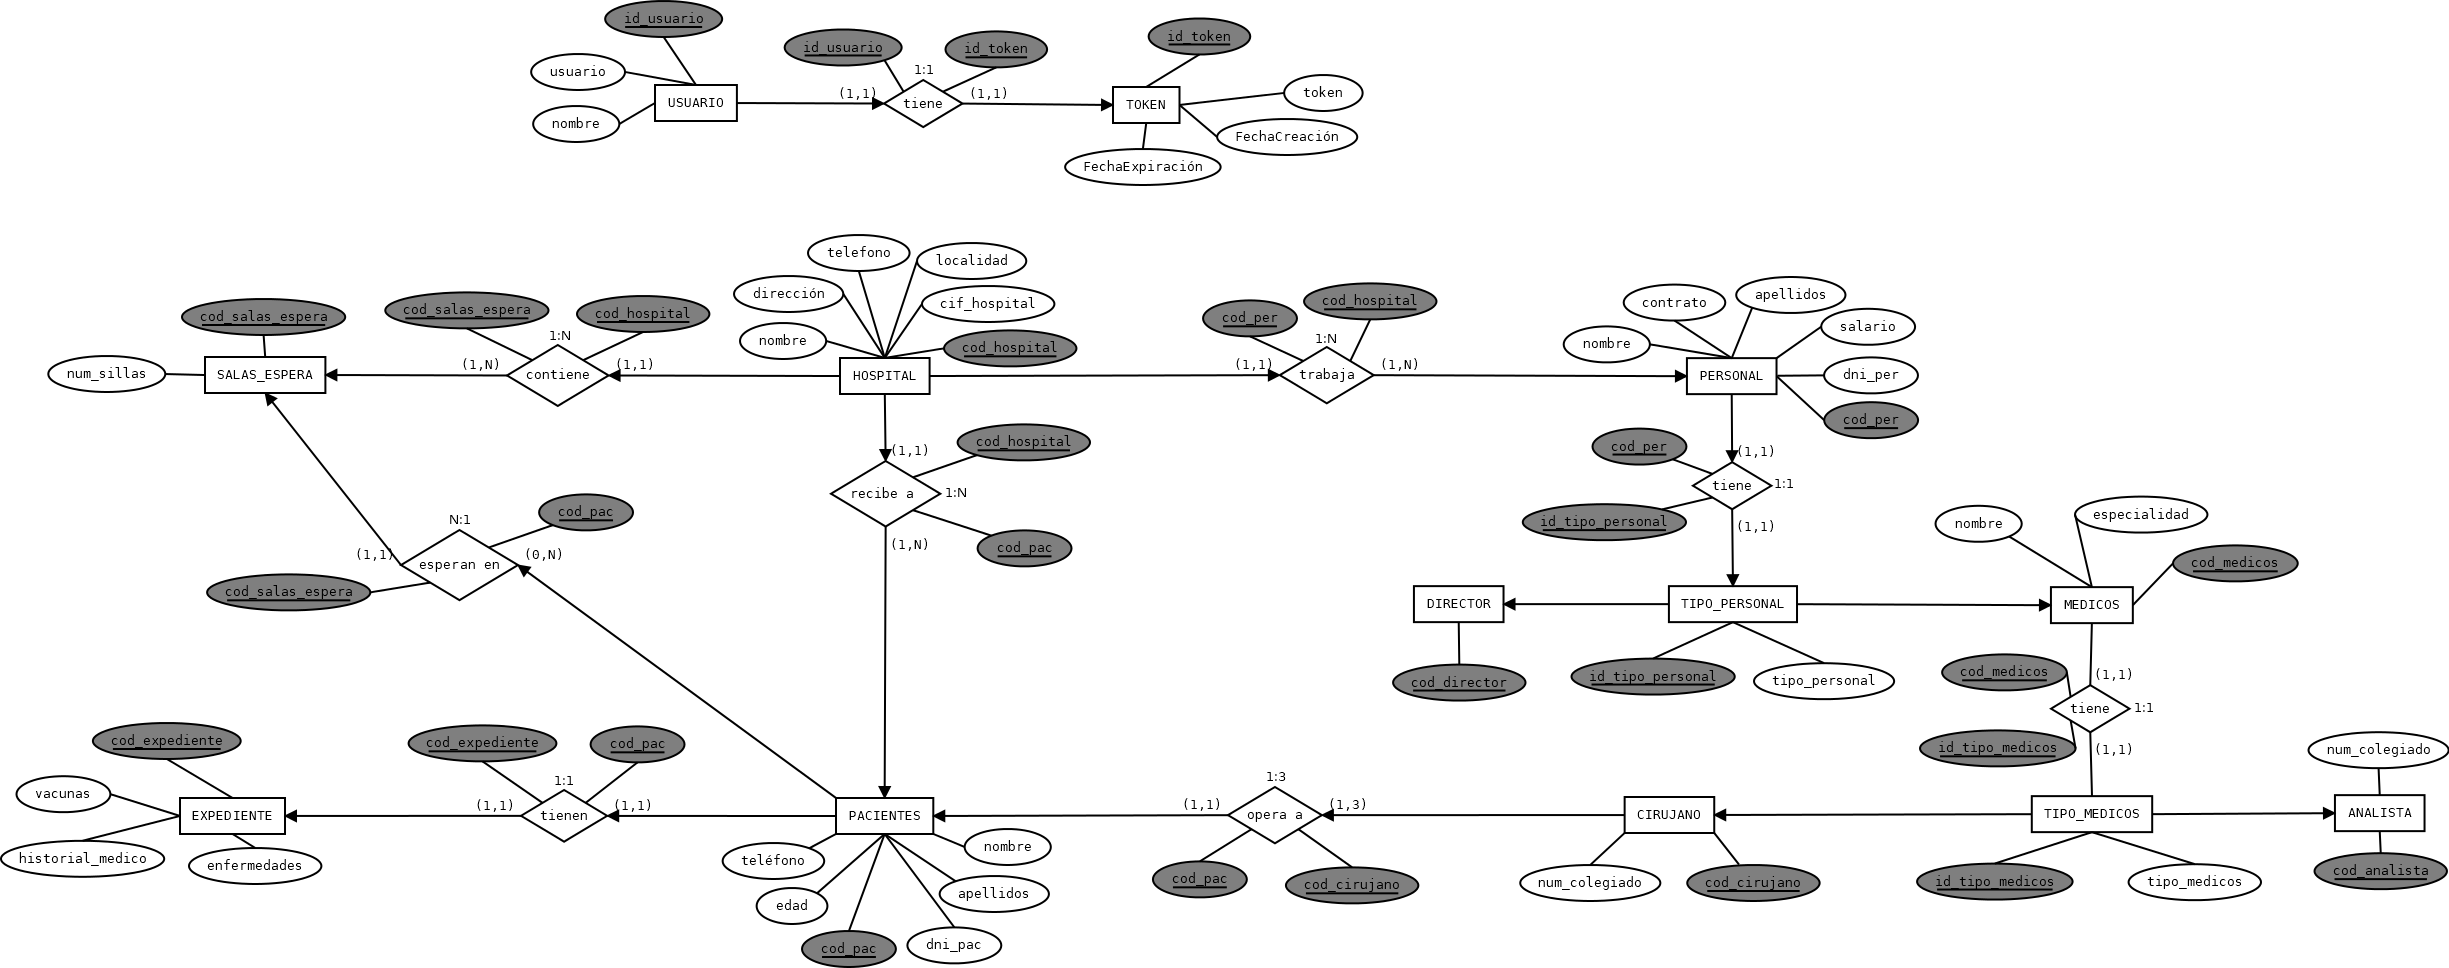 id_usuario
usuario
nombre
USUARIO
id_usuario
id_token
1:1
(1,1)
tiene
(1,1)
id_token
TOKEN
token
FechaCreación
FechaExpiración
telefono
localidad
dirección
cif_hospital
nombre
cod_hospital
HOSPITAL
cod_salas_espera
num_sillas
SALAS_ESPERA
cod_salas_espera
cod_hospital
1:N
(1,N)
contiene
(1,1)
cod_per
cod_hospital
1:N
(1,1)
trabaja
(1,N)
contrato
apellidos
nombre
salario
dni_per
cod_per
PERSONAL
(1,1)
cod_hospital
recibe a
1:N
(1,N)
cod_pac
cod_per
(1,1)
tiene
1:1
id_tipo_personal
(1,1)
N:1
cod_pac
(1,1)
esperan en
(0,N)
cod_salas_espera
nombre
especialidad
cod_medicos
DIRECTOR
TIPO_PERSONAL
MEDICOS
cod_director
id_tipo_personal
tipo_personal
cod_medicos
(1,1)
tiene
1:1
id_tipo_medicos
(1,1)
cod_expediente
vacunas
EXPEDIENTE
historial_medico
enfermedades
cod_expediente
cod_pac
1:1
(1,1)
tienen
(1,1)
PACIENTES
teléfono
nombre
edad
apellidos
cod_pac
dni_pac
1:3
(1,1)
opera a
(1,3)
cod_pac
cod_cirujano
CIRUJANO
num_colegiado
cod_cirujano
TIPO_MEDICOS
id_tipo_medicos
tipo_medicos
num_colegiado
ANALISTA
cod_analista